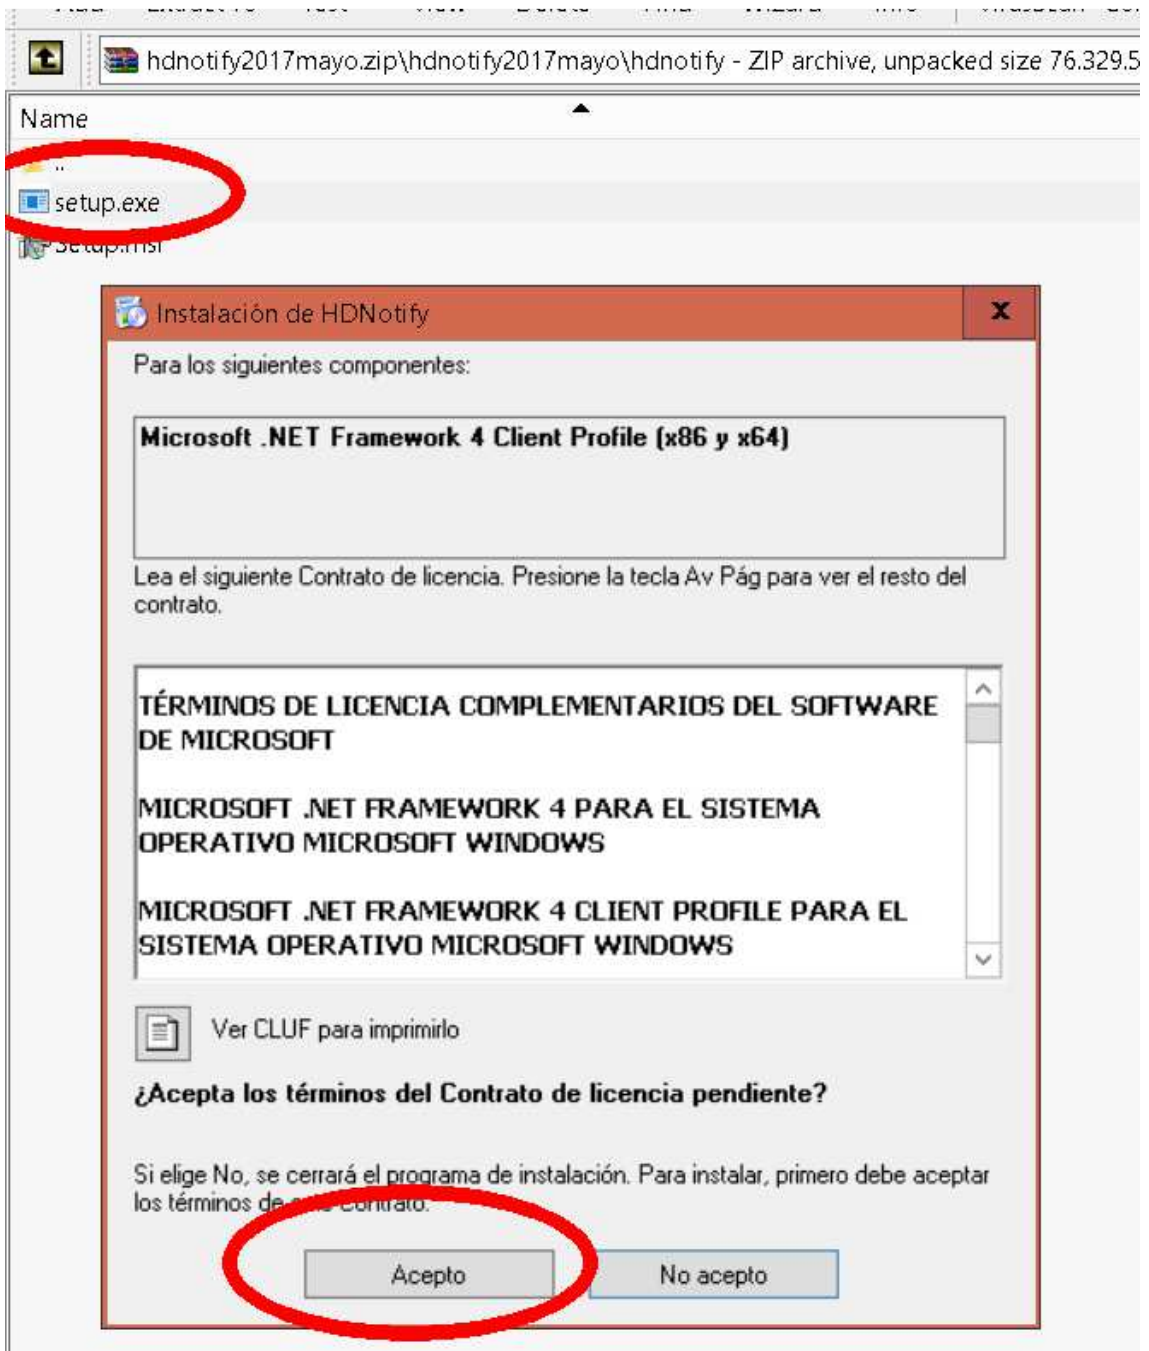 hdnotify2017mayo.zip\hdnotify2017mayo\hdnotify - ZIP archive, unpacked size 76.329.5
Name
..
setup.exe
Setup.msi
Instalación de HDNotify
x
Para los siguientes componentes:
Microsoft .NET Framework 4 Client Profile (x86 y x64)
Lea el siguiente Contrato de licencia. Presione la tecla Av Pág para ver el resto del
contrato.
TÉRMINOS DE LICENCIA COMPLEMENTARIOS DEL SOFTWARE
DE MICROSOFT
MICROSOFT .NET FRAMEWORK 4 PARA EL SISTEMA
OPERATIVO MICROSOFT WINDOWS
MICROSOFT .NET FRAMEWORK 4 CLIENT PROFILE PARA EL
SISTEMA OPERATIVO MICROSOFT WINDOWS
Ver CLUF para imprimirlo
¿Acepta los términos del Contrato de licencia pendiente?
Si elige No, se cerrará el programa de instalación. Para instalar, primero debe aceptar
los términos de este Contrato.
Acepto
No acepto